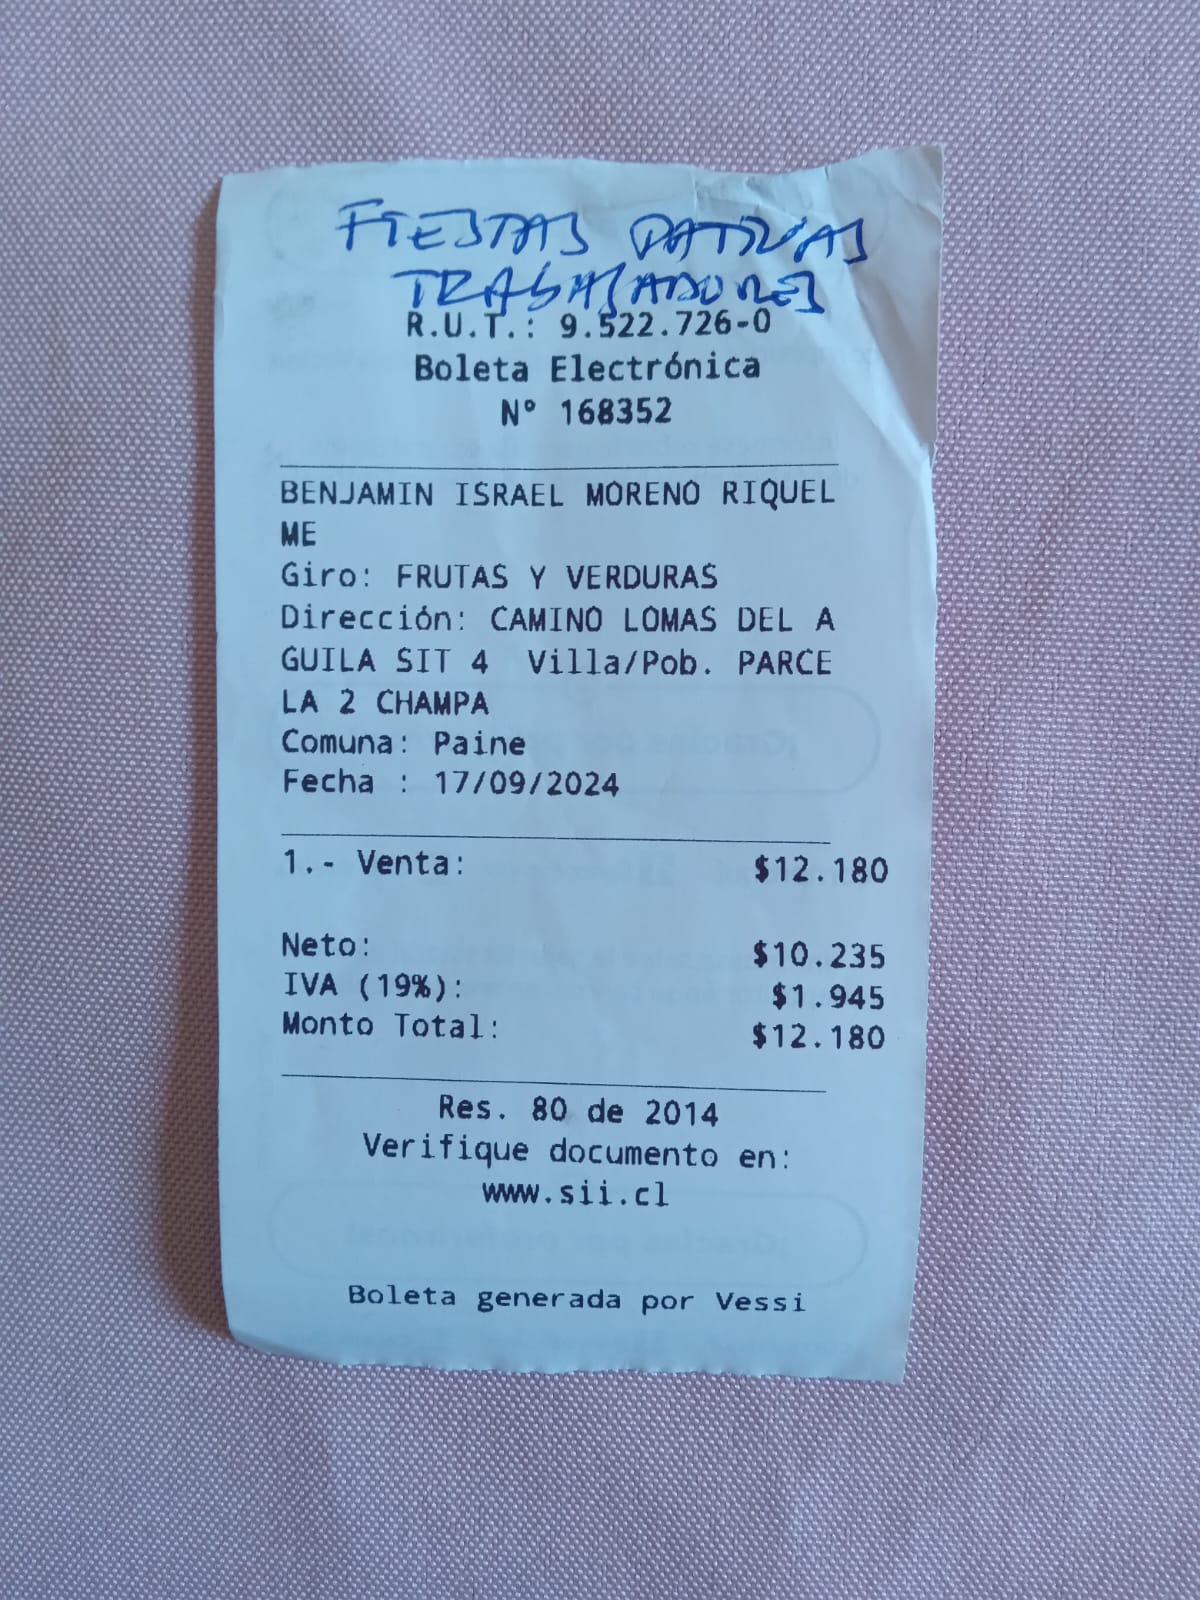 FIESTAS PATRIAS
TRABAJADORES
R.U.T.: 9.522.726-0
Boleta Electrónica
N° 168352
BENJAMIN ISRAEL MORENO RIQUEL
ME
Giro: FRUTAS Y VERDURAS
Dirección: CAMINO LOMAS DEL A
GUILA SIT 4  Villa/Pob. PARCE
LA 2 CHAMPA
Comuna: Paine
Fecha : 17/09/2024
1.- Venta: $12.180
Neto: $10.235
IVA (19%): $1.945
Monto Total: $12.180
Res. 80 de 2014
Verifique documento en:
www.sii.cl
Boleta generada por Vessi